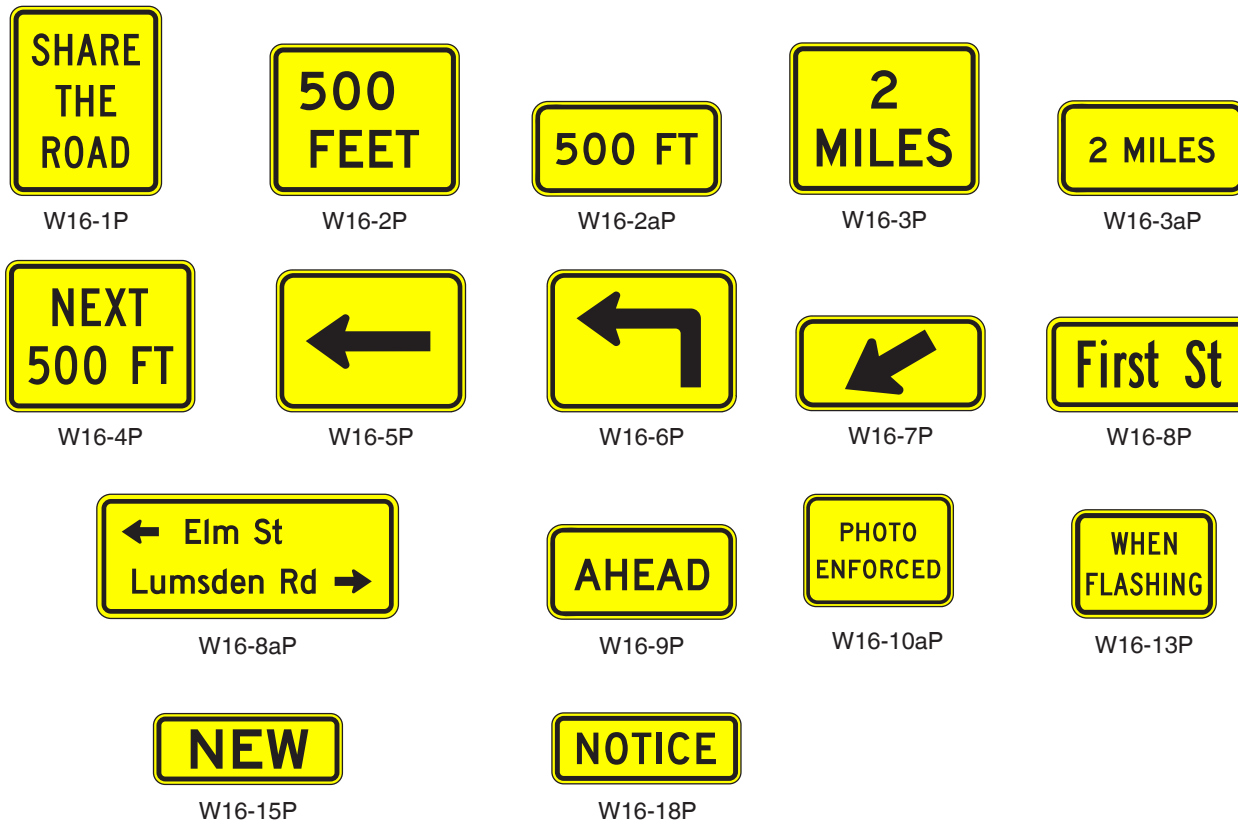 SHARE
THE
ROAD
W16-1P
500
FEET
W16-2P
500 FT
W16-2aP
2
MILES
W16-3P
2 MILES
W16-3aP
NEXT
500 FT
W16-4P
W16-5P
W16-6P
W16-7P
First St
W16-8P
Elm St
Lumsden Rd
W16-8aP
AHEAD
W16-9P
PHOTO
ENFORCED
W16-10aP
WHEN
FLASHING
W16-13P
NEW
W16-15P
NOTICE
W16-18P